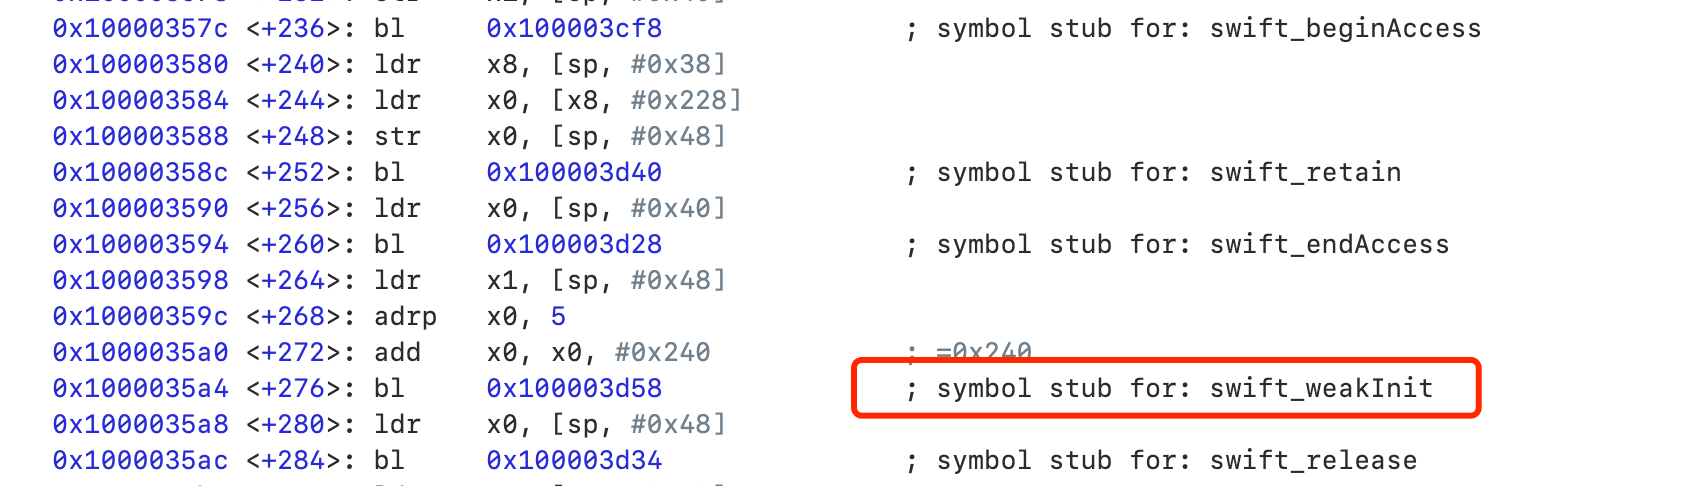 0x10000357c <+236>: bl 0x100003cf8 ; symbol stub for: swift_beginAccess
0x100003580 <+240>: ldr x8, [sp, #0x38]
0x100003584 <+244>: ldr x0, [x8, #0x228]
0x100003588 <+248>: str x0, [sp, #0x48]
0x10000358c <+252>: bl 0x100003d40 ; symbol stub for: swift_retain
0x100003590 <+256>: ldr x0, [sp, #0x40]
0x100003594 <+260>: bl 0x100003d28 ; symbol stub for: swift_endAccess
0x100003598 <+264>: ldr x1, [sp, #0x48]
0x10000359c <+268>: adrp x0, 5
0x1000035a0 <+272>: add x0, x0, #0x240 ; =0x240
0x1000035a4 <+276>: bl 0x100003d58 ; symbol stub for: swift_weakInit
0x1000035a8 <+280>: ldr x0, [sp, #0x48]
0x1000035ac <+284>: bl 0x100003d34 ; symbol stub for: swift_release